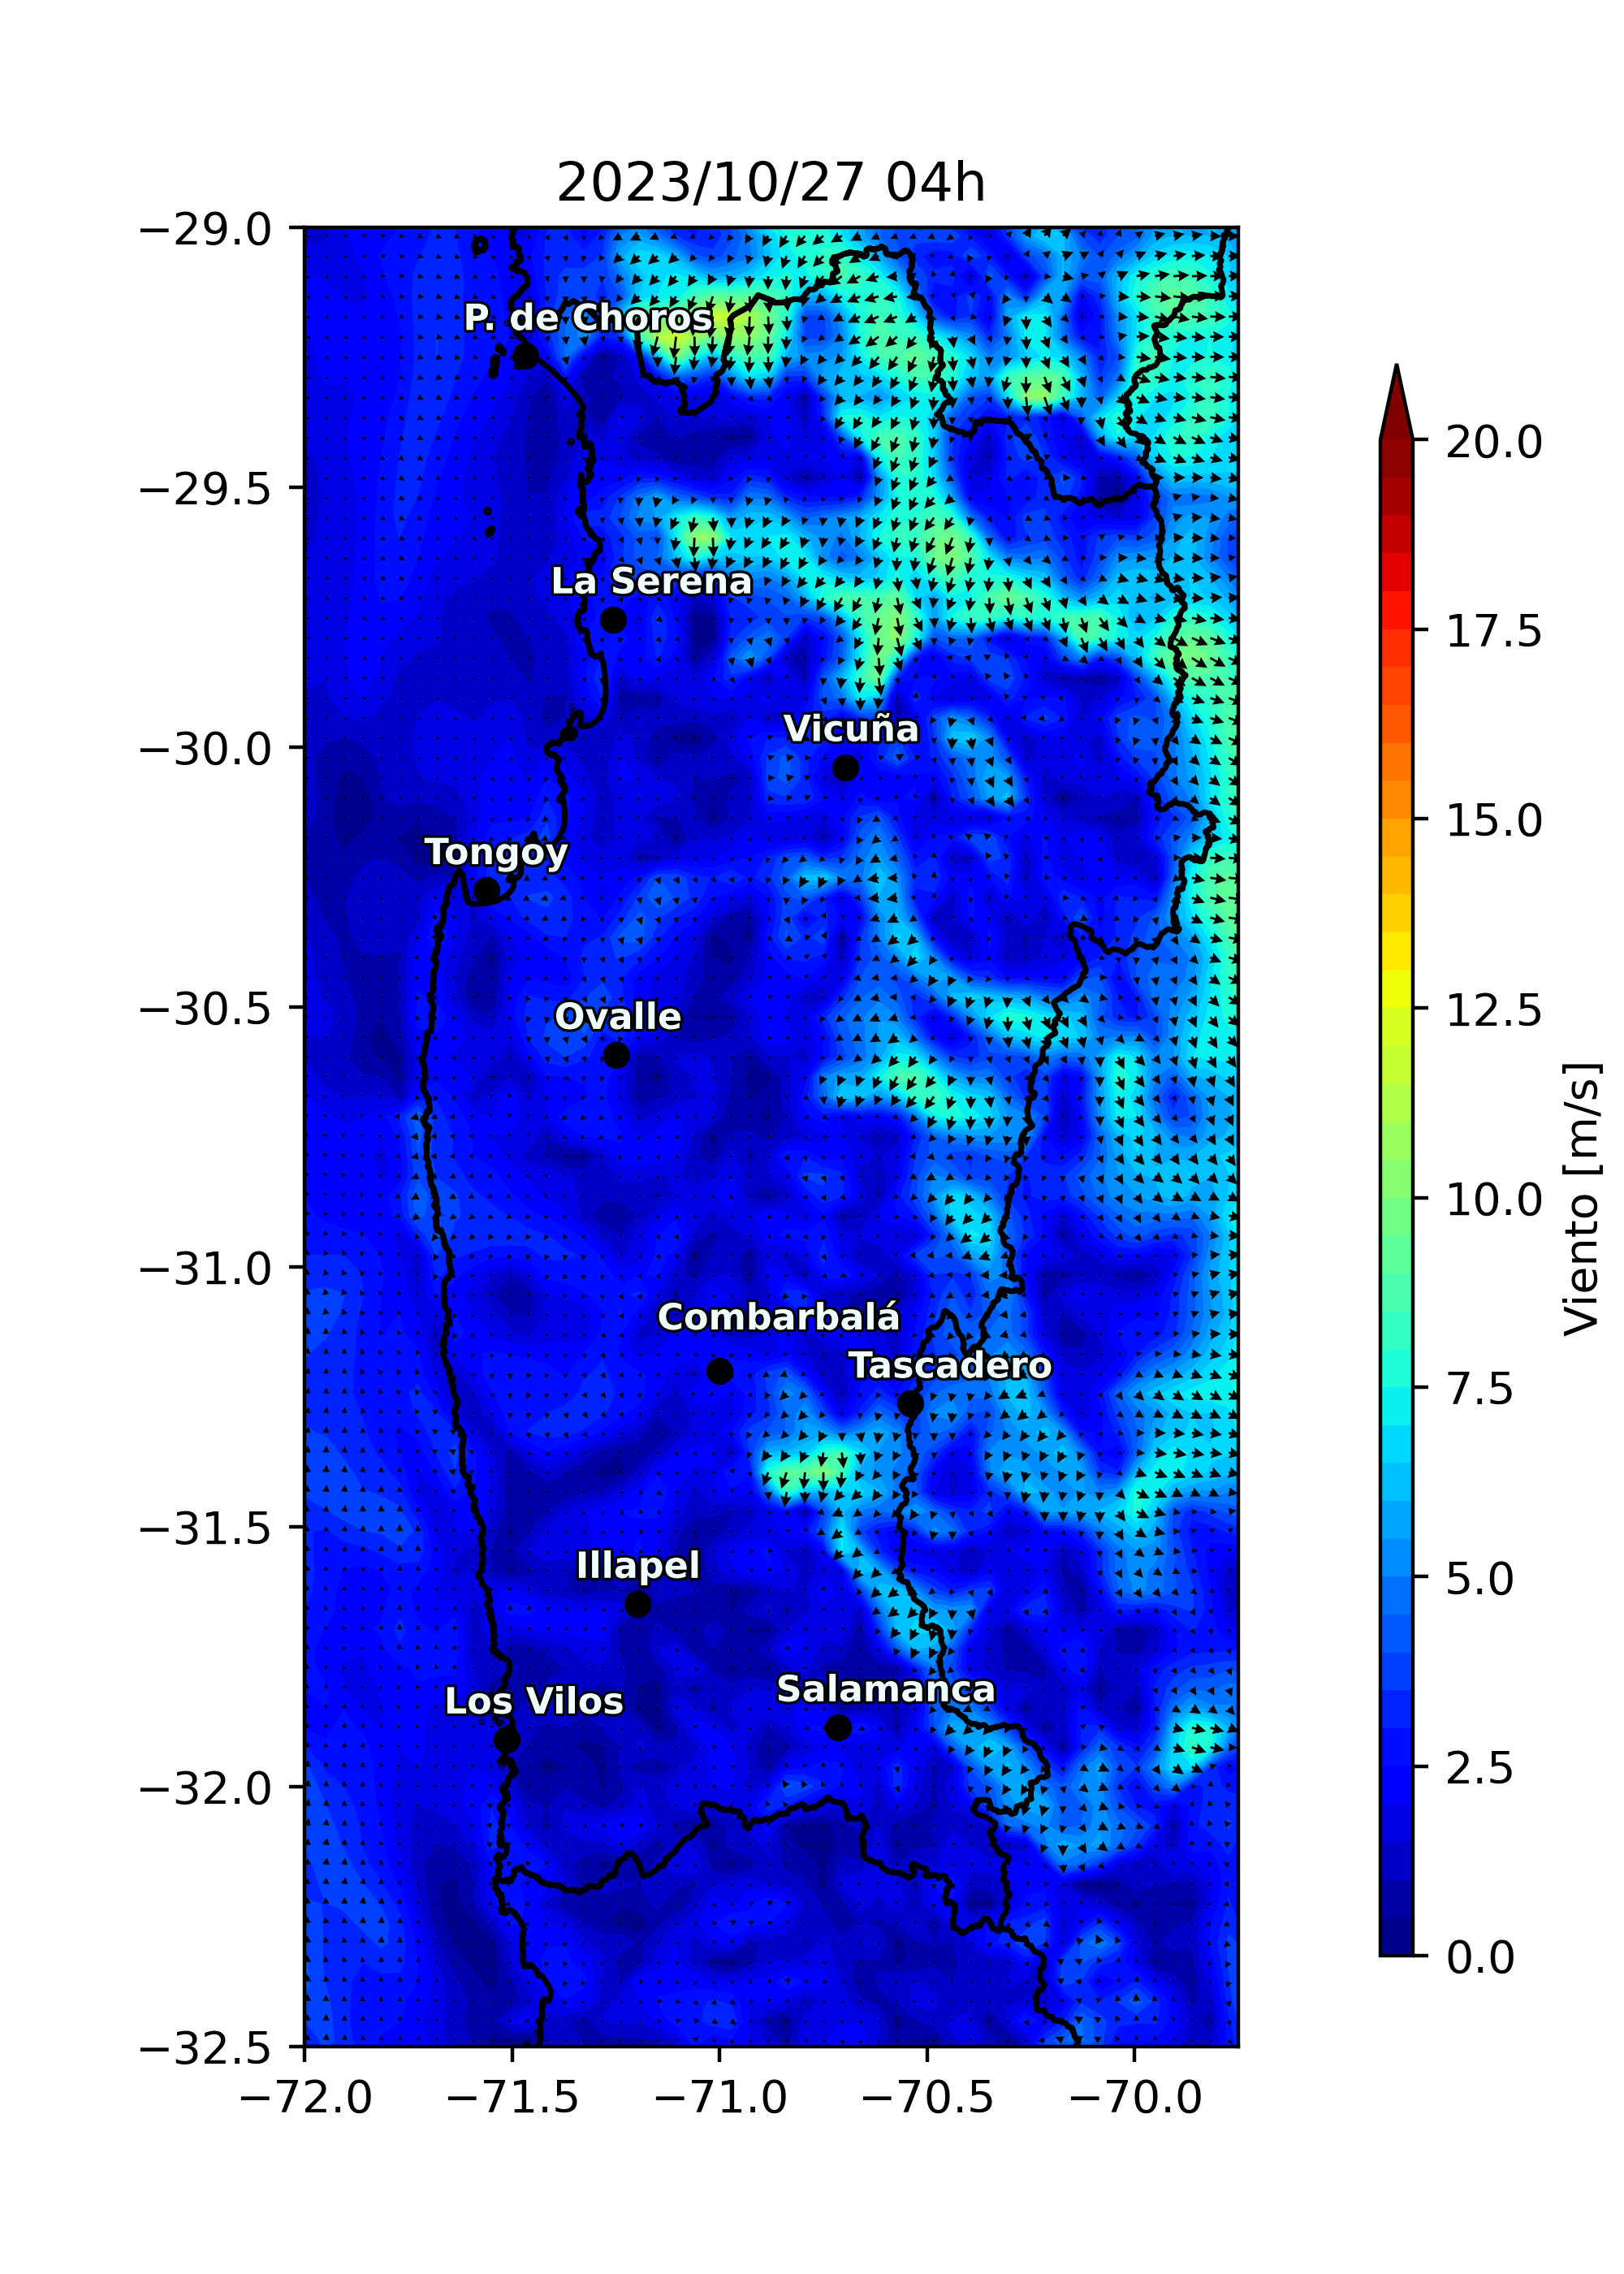 2023/10/27 04h
−29.0
−29.5
−30.0
−30.5
−31.0
−31.5
−32.0
−32.5
−72.0
−71.5
−71.0
−70.5
−70.0
P. de Choros
La Serena
Vicuña
Tongoy
Ovalle
Combarbalá
Tascadero
Illapel
Salamanca
Los Vilos
20.0
17.5
15.0
12.5
10.0
7.5
5.0
2.5
0.0
Viento [m/s]